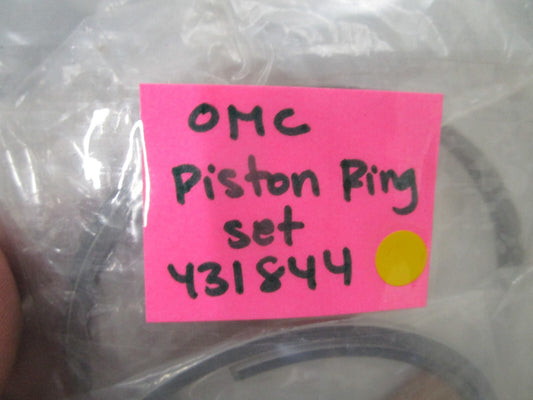 OMC
Piston Ring
set
431844